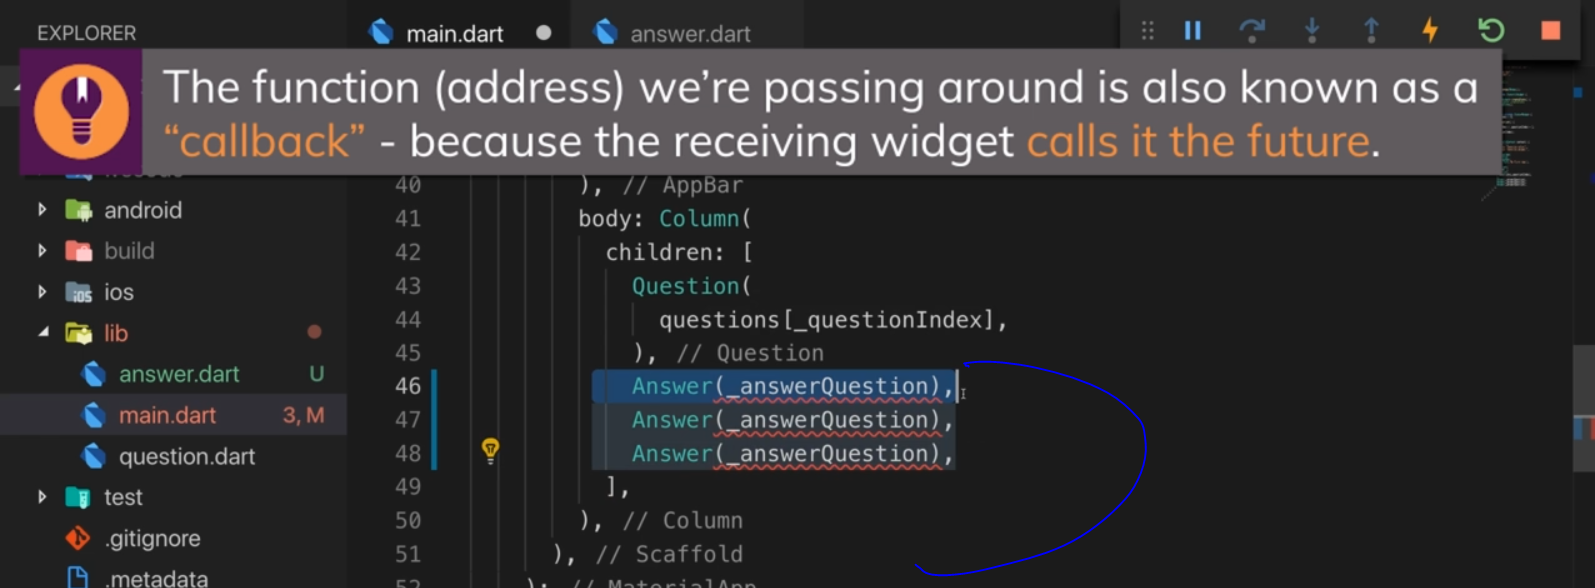 EXPLORER
main.dart
answer.dart
The function (address) we're passing around is also known as a
“callback” - because the receiving widget calls it the future.
android
build
ios
lib
answer.dart U
main.dart 3, M
question.dart
test
.gitignore
.metadata
40 ), // AppBar
41 body: Column(
42 children: [
43 Question(
44 questions[_questionIndex],
45 ), // Question
46 Answer(_answerQuestion),
47 Answer(_answerQuestion),
48 Answer(_answerQuestion),
49 ],
50 ), // Column
51 ), // Scaffold
52 ); // MaterialApp